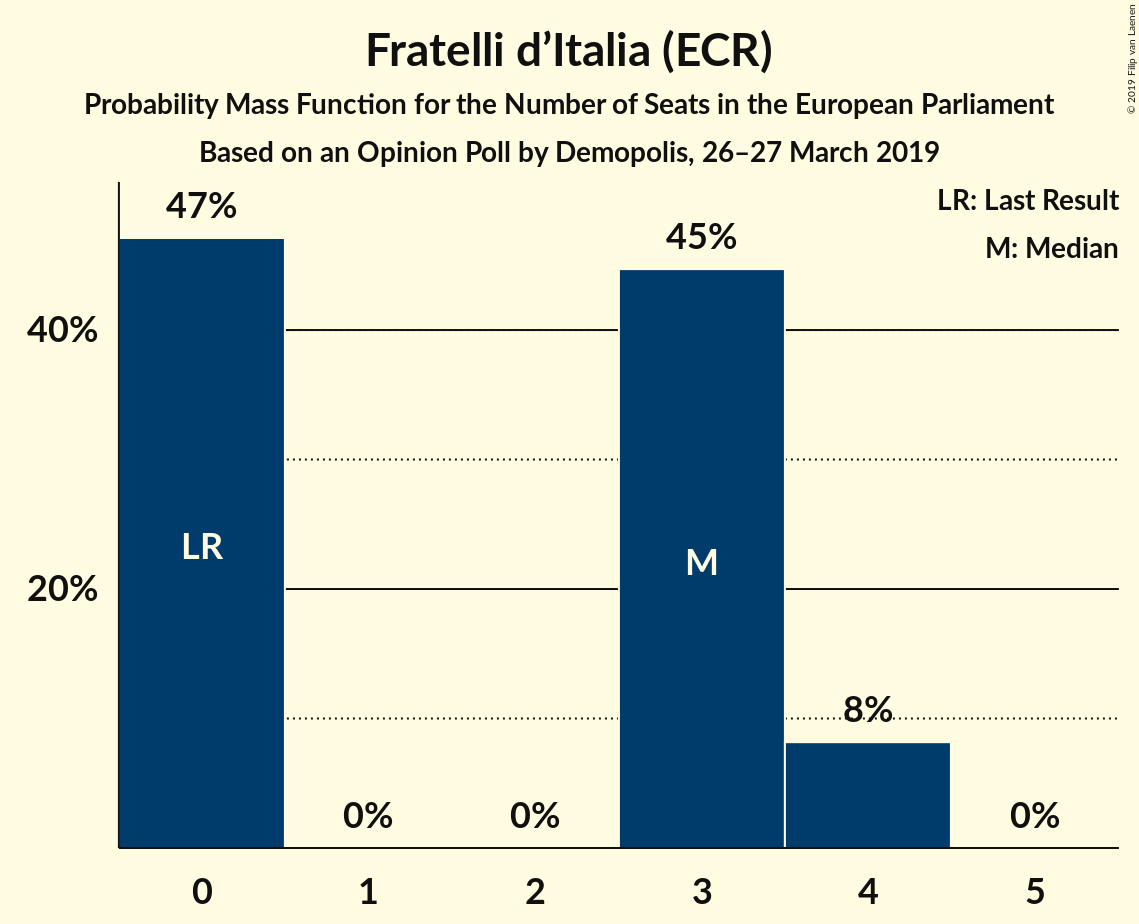 Fratelli d’Italia (ECR)
Probability Mass Function for the Number of Seats in the European Parliament
Based on an Opinion Poll by Demopolis, 26–27 March 2019
© 2019 Filip van Laenen
LR: Last Result
M: Median
47%
45%
40%
LR
M
20%
8%
0%
0%
0%
0
1
2
3
4
5